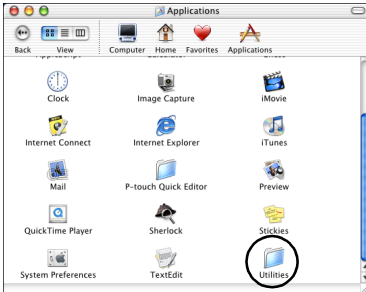 Applications
Back View Computer Home Favorites Applications
Clock Image Capture iMovie
Internet Connect Internet Explorer iTunes
Mail P-touch Quick Editor Preview
QuickTime Player Sherlock Stickies
System Preferences TextEdit Utilities